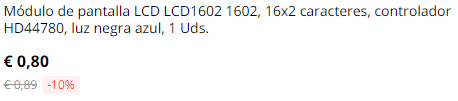 Módulo de pantalla LCD LCD1602 1602, 16x2 caracteres, controlador
HD44780, luz negra azul, 1 Uds.
€ 0,80
€ 0,89 -10%